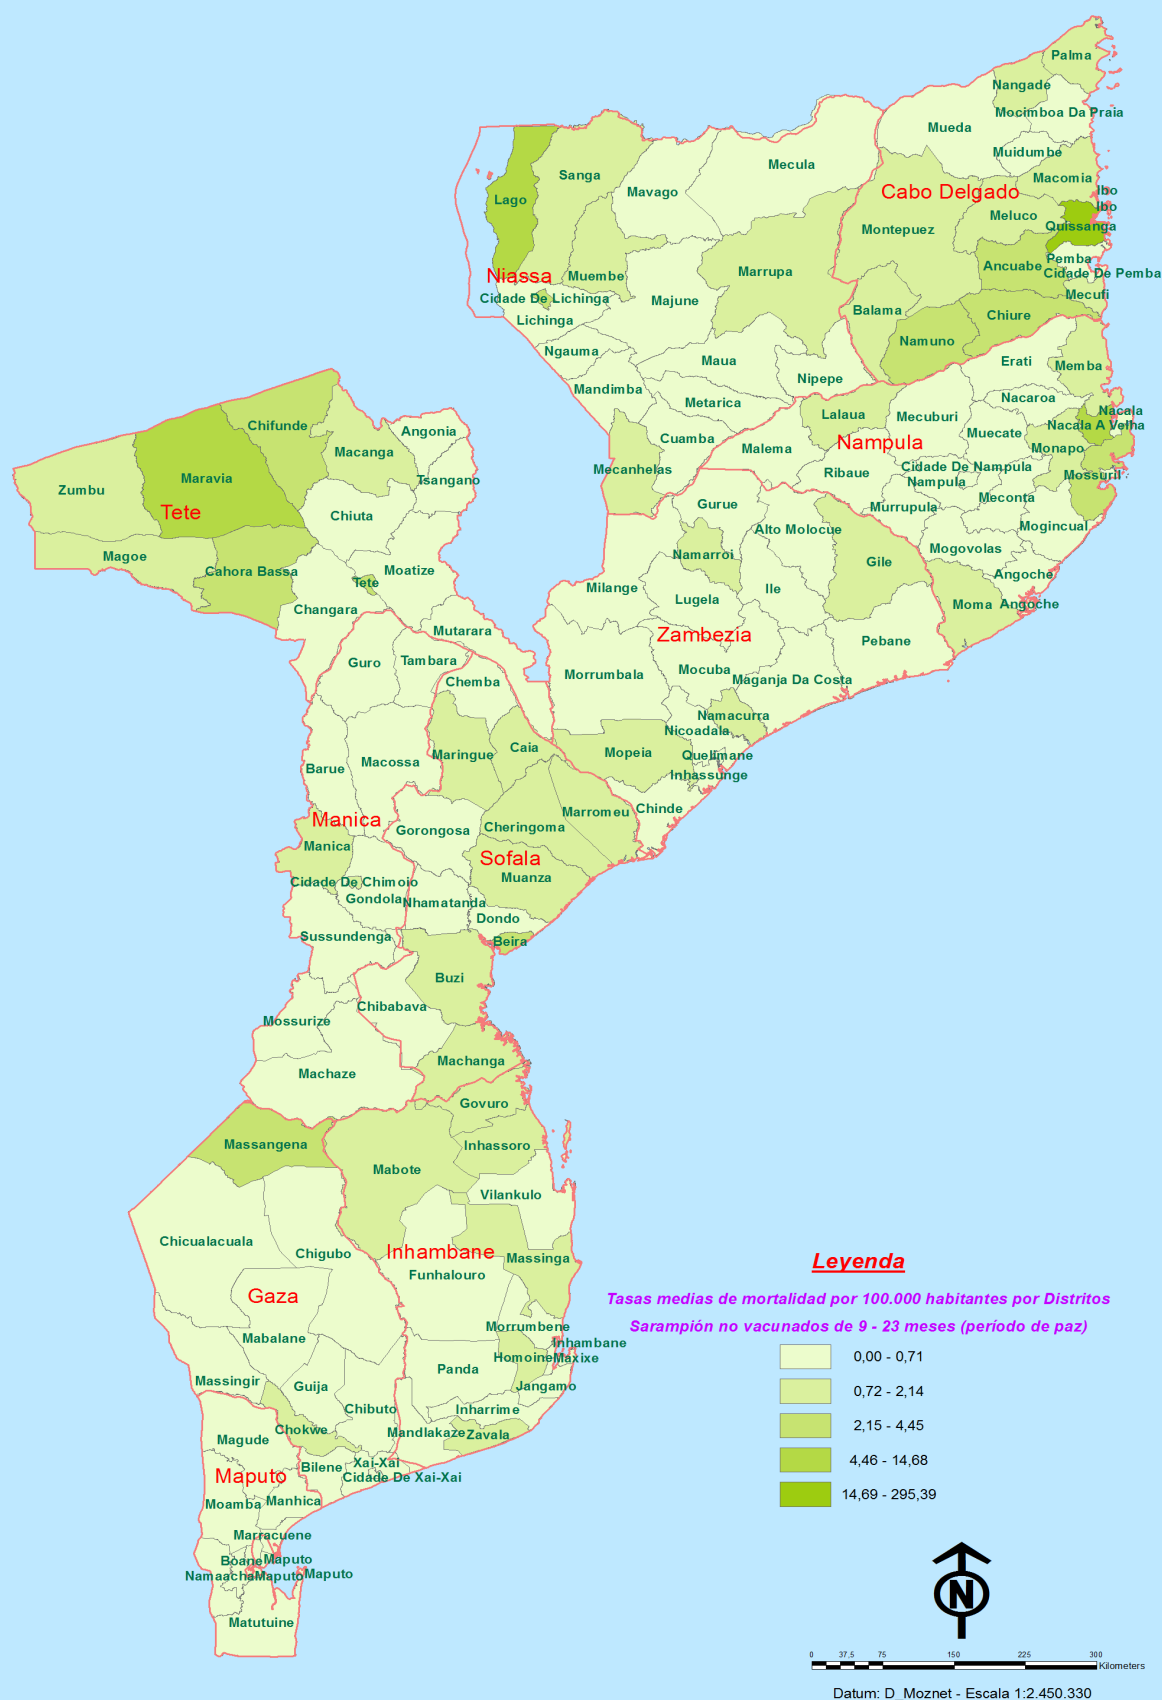 Palma
Nangade
Mocimboa Da Praia
Mueda
Muidumbe
Mecula
Sanga
Macomia
Mavago
Cabo Delgado
Ibo
Lago
Ibo
Meluco
Quissanga
Montepuez
Pemba
Ancuabe
Marrupa
Cidade De Pemba
Niassa
Muembe
Mecufi
Cidade De Lichinga
Majune
Balama
Chiure
Lichinga
Namuno
Ngauma
Maua
Erati
Memba
Nipepe
Mandimba
Nacaroa
Metarica
Nacala
Lalaua
Mecuburi
Chifunde
Nacala A Velha
Angonia
Muecate
Cuamba
Nampula
Malema
Monapo
Macanga
Mecanhelas
Cidade De Nampula
Ribaue
Mossuril
Maravia
Tsangano
Nampula
Zumbu
Meconta
Gurue
Murrupula
Tete
Chiuta
Mogincual
Alto Molocue
Mogovolas
Magoe
Namarroi
Gile
Cahora Bassa
Moatize
Angoche
Tete
Milange
Ile
Lugela
Moma
Angoche
Changara
Mutarara
Zambezia
Pebane
Guro
Tambara
Mocuba
Morrumbala
Maganja Da Costa
Chemba
Namacurra
Nicoadala
Caia
Maringue
Mopeia
Quelimane
Macossa
Barue
Inhassunge
Chinde
Marromeu
Manica
Cheringoma
Gorongosa
Manica
Sofala
Muanza
Cidade De Chimoio
Gondola
Nhamatanda
Dondo
Sussundenga
Beira
Buzi
Chibabava
Mossurize
Machanga
Machaze
Govuro
Massangena
Inhassoro
Mabote
Vilankulo
Chicualacuala
Chigubo
Inhambane
Massinga
Funhalouro
Gaza
Morrumbene
Mabalane
Inhambane
Homoine
Maxixe
Panda
Massingir
Guija
Jangamo
Chibuto
Inharrime
Chokwe
Mandlakaze
Zavala
Magude
Xai-Xai
Bilene
Maputo
Cidade De Xai-Xai
Manhica
Moamba
Marracuene
Boane
Maputo
Namaacha
Maputo
Maputo
Matutuine
Leyenda
Tasas medias de mortalidad por 100.000 habitantes por Distritos
Sarampión no vacunados de 9 - 23 meses (período de paz)
0,00 - 0,71
0,72 - 2,14
2,15 - 4,45
4,46 - 14,68
14,69 - 295,39
N
0 37,5 75 150 225 300
Kilometers
Datum: D_Moznet - Escala 1:2.450.330